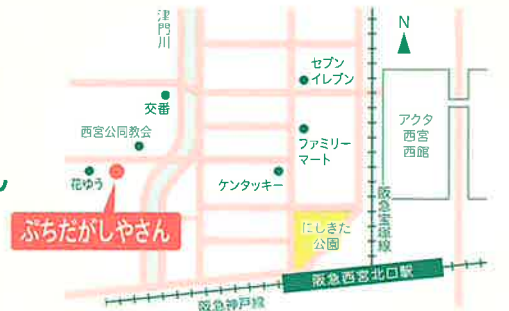 津門川
N
セブン
イレブン
交番
アクタ
西宮
西館
西宮公同教会
ファミリー
マート
花ゆう
ケンタッキー
ぷちだがしやさん
にしきた
公園
阪急宝塚線
阪急西宮北口駅
阪急神戸線